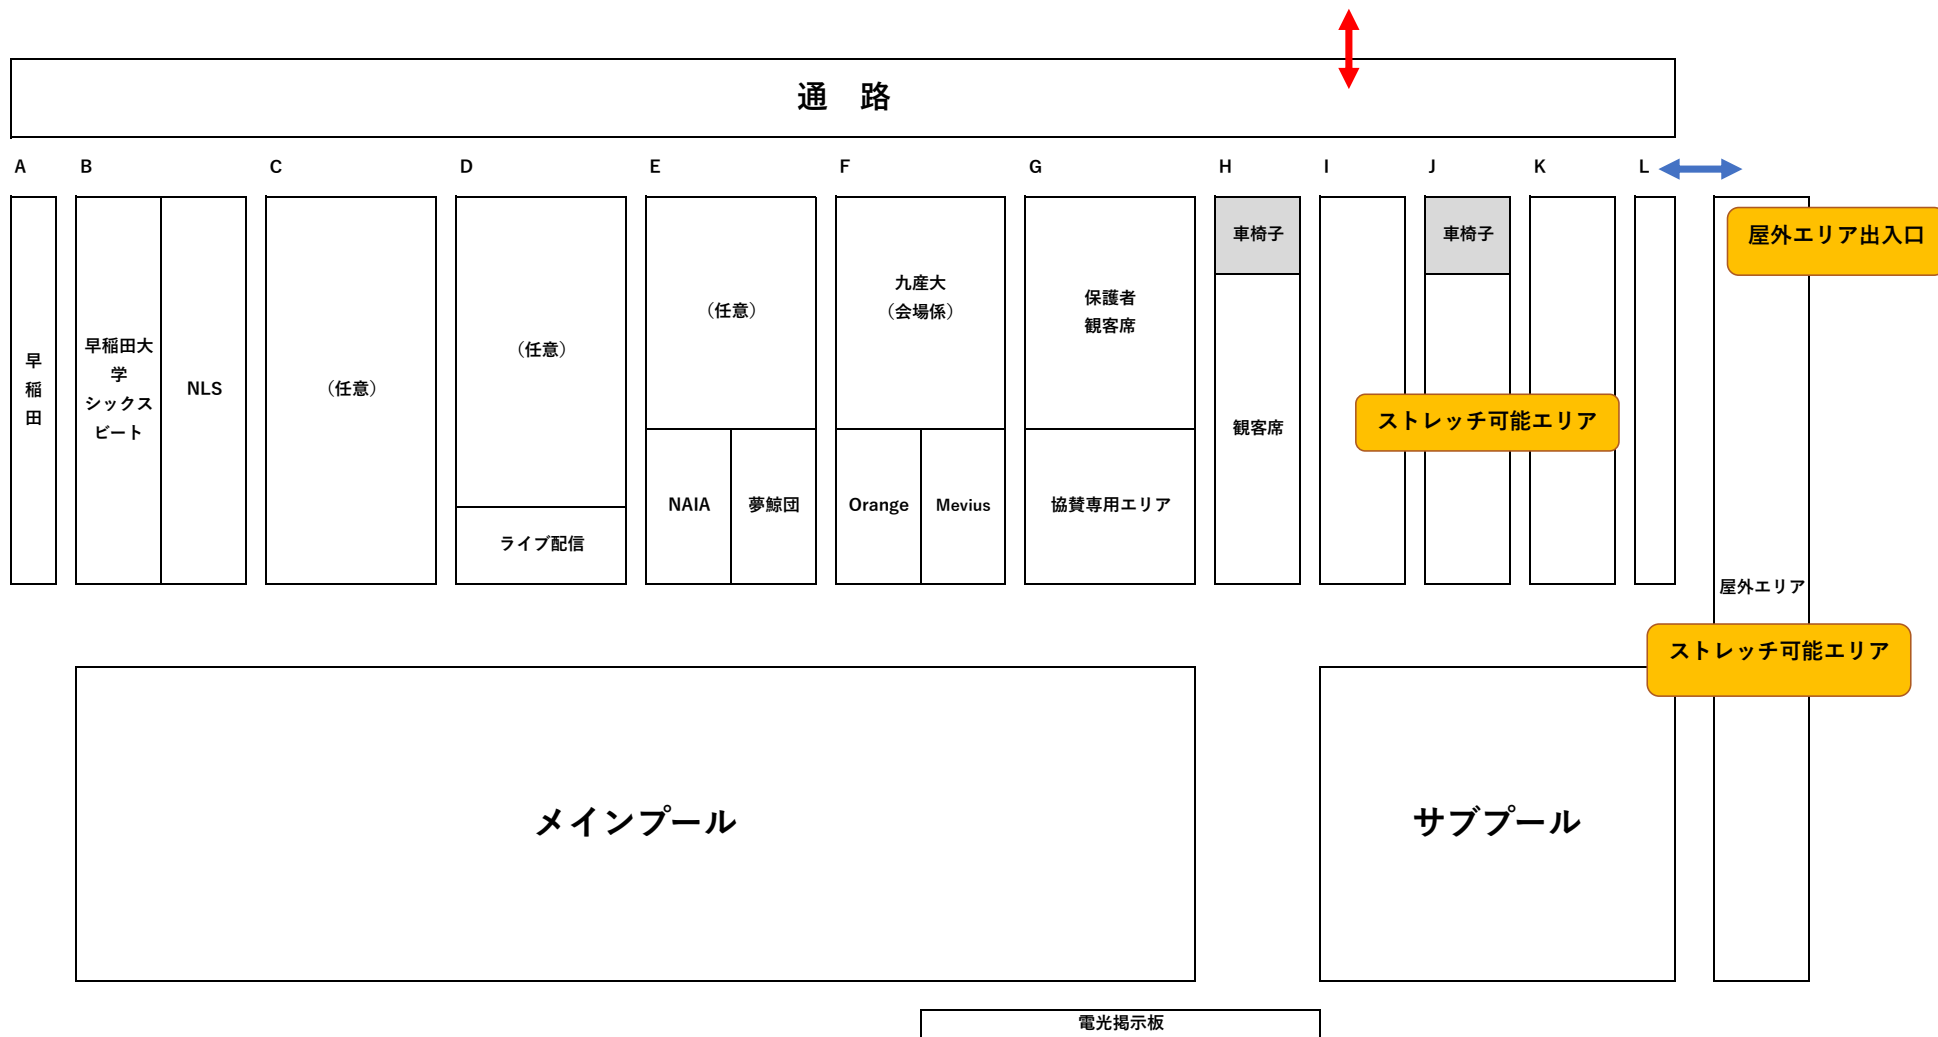 通 路
A B C D E F G H I J K L
早
稲
田
早稲田大
学
シックス
ビート
NLS
（任意）
（任意）
ライブ配信
（任意）
NAIA
夢鯨団
九産大
（会場係）
Orange
Mevius
保護者
観客席
協賛専用エリア
車椅子
観客席
車椅子
ストレッチ可能エリア
屋外エリア出入口
屋外エリア
ストレッチ可能エリア
メインプール
サブプール
電光掲示板